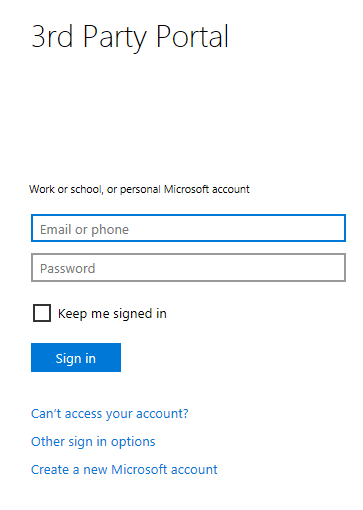 3rd Party Portal
Work or school, or personal Microsoft account
Email or phone
Password
Keep me signed in
Sign in
Can't access your account?
Other sign in options
Create a new Microsoft account